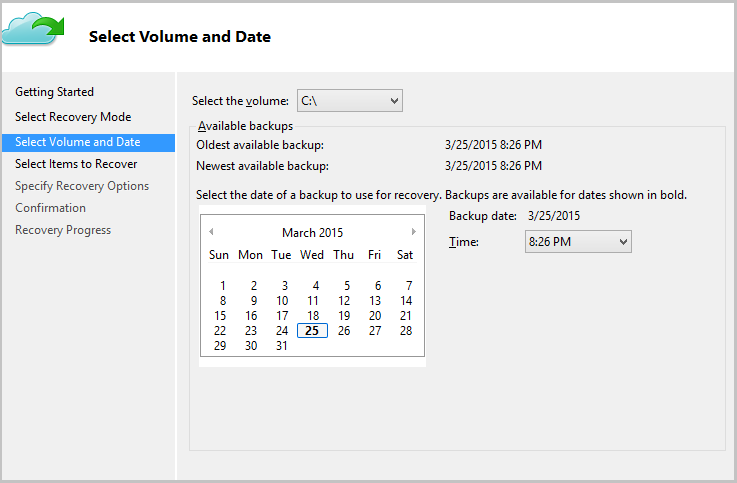 Select Volume and Date
Getting Started
Select Recovery Mode
Select Volume and Date
Select Items to Recover
Specify Recovery Options
Confirmation
Recovery Progress
Select the volume: C:\
Available backups
Oldest available backup: 3/25/2015 8:26 PM
Newest available backup: 3/25/2015 8:26 PM
Select the date of a backup to use for recovery. Backups are available for dates shown in bold.
March 2015
Sun Mon Tue Wed Thu Fri Sat
1 2 3 4 5 6 7
8 9 10 11 12 13 14
15 16 17 18 19 20 21
22 23 24 25 26 27 28
29 30 31
Backup date: 3/25/2015
Time: 8:26 PM